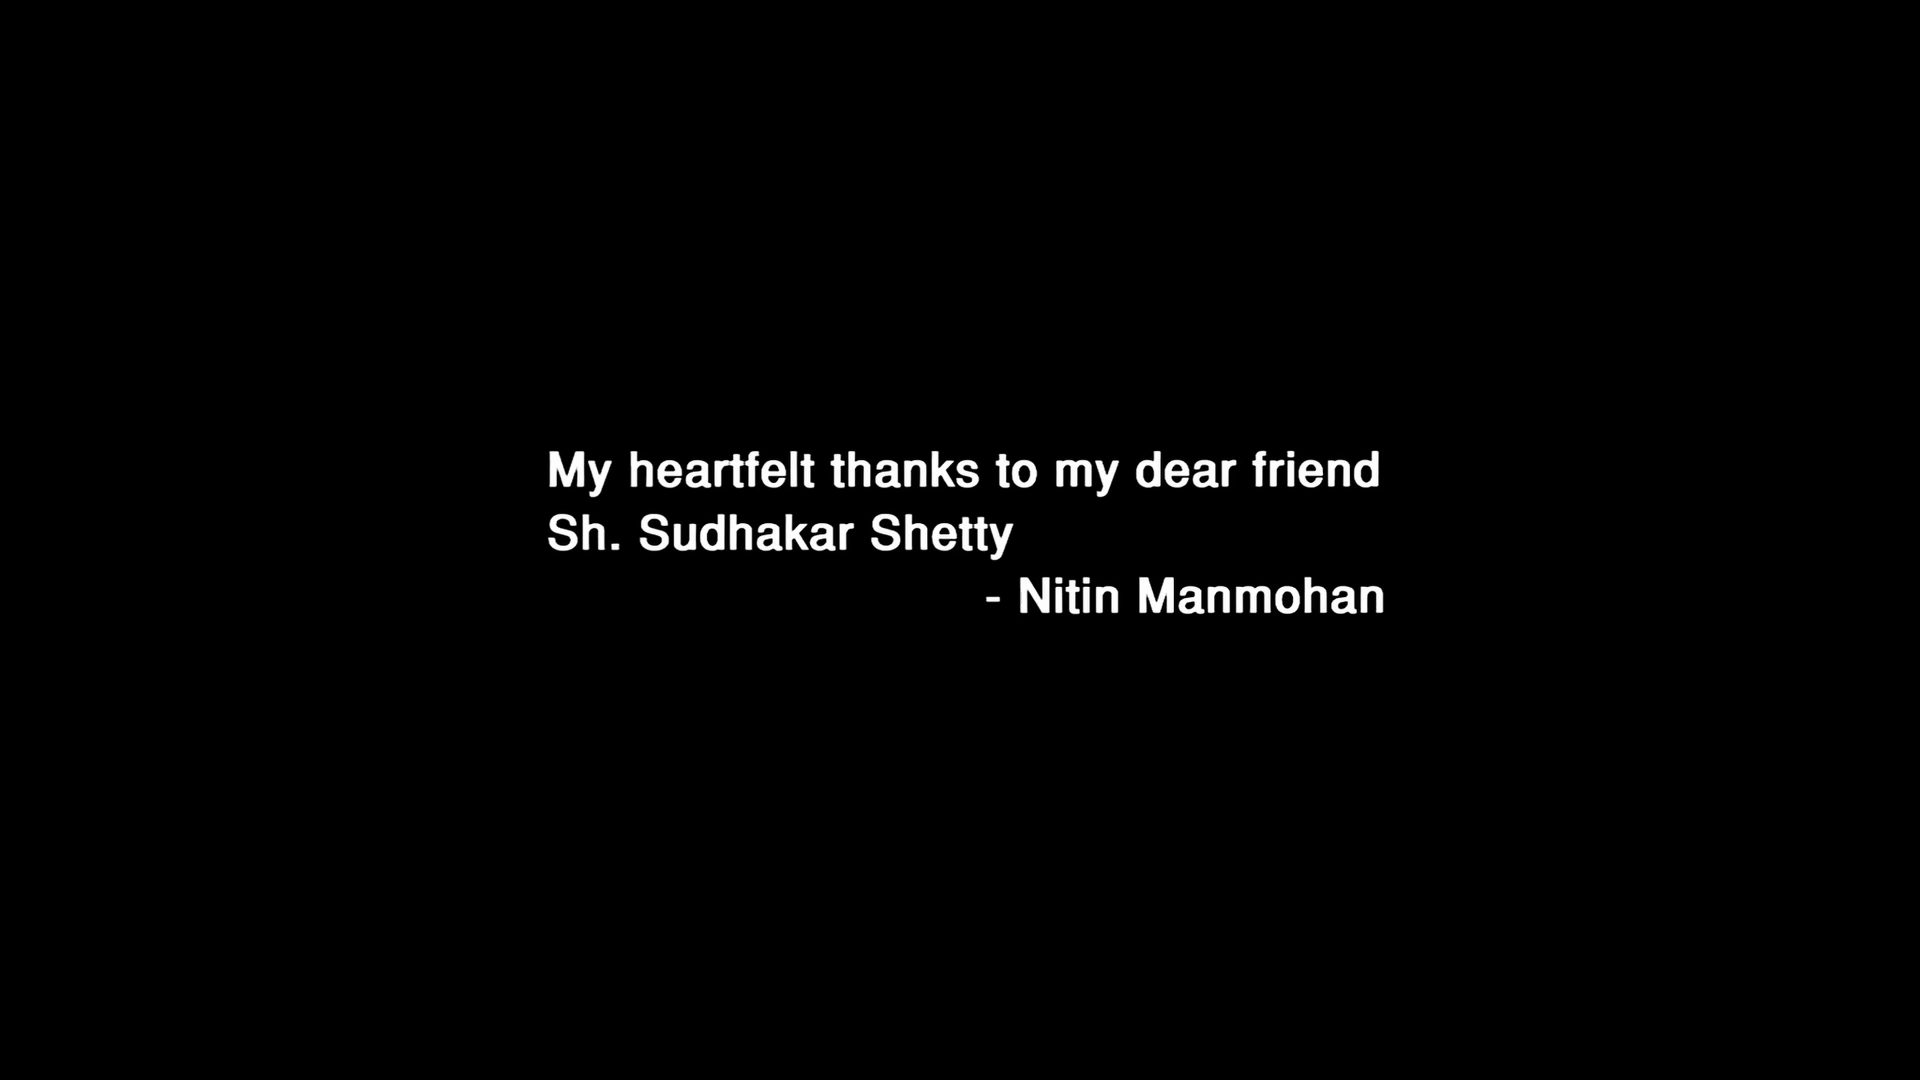 My heartfelt thanks to my dear friend
Sh. Sudhakar Shetty
- Nitin Manmohan